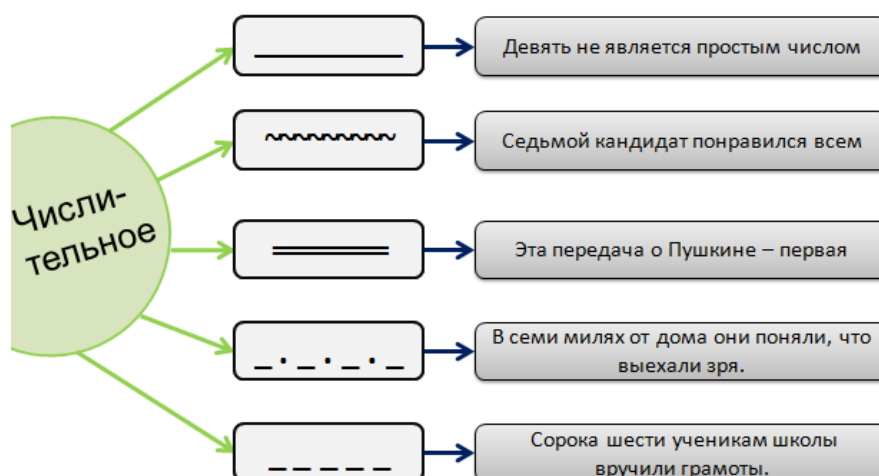 Числи-
тельное
Девять не является простым числом
~~~~~~~~~
Седьмой кандидат понравился всем
Эта передача о Пушкине – первая
_ . _ . _ . _
В семи милях от дома они поняли, что
выехали зря.
_ _ _ _ _
Сорока шести ученикам школы
вручили грамоты.